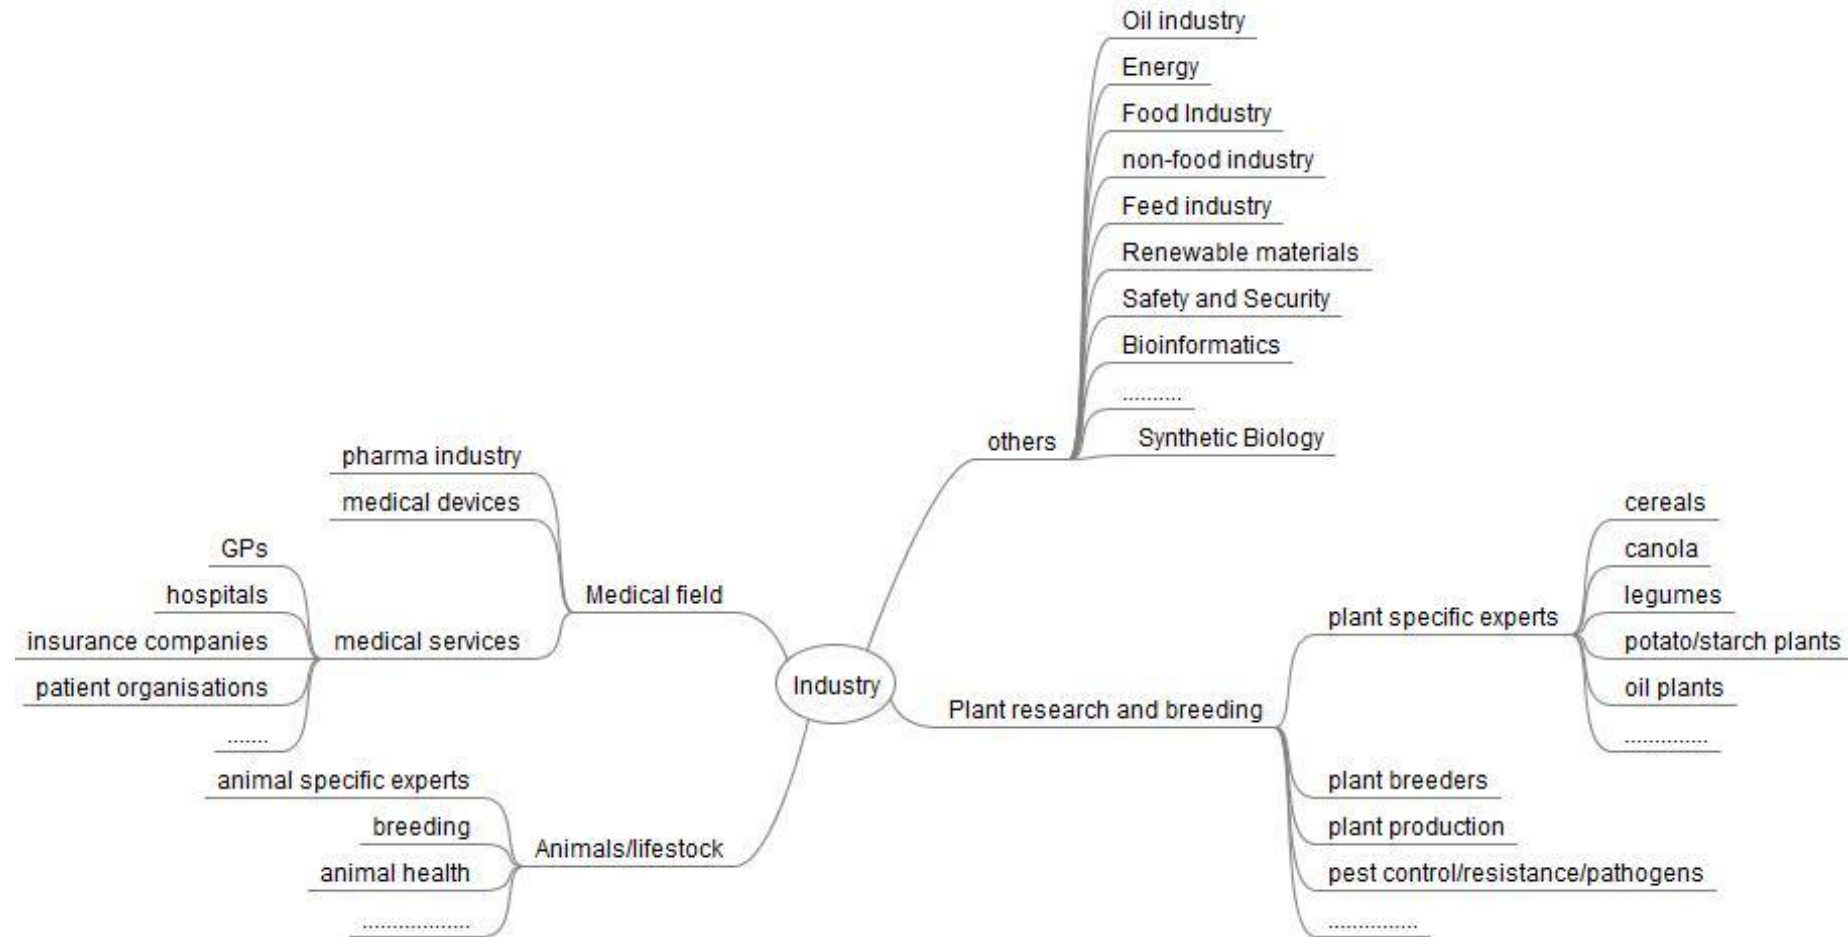 Oil industry
Energy
Food Industry
non-food industry
Feed industry
Renewable materials
Safety and Security
Bioinformatics
..........
Synthetic Biology
others
pharma industry
medical devices
GPs
hospitals
insurance companies
patient organisations
.......
medical services
Medical field
Industry
animal specific experts
breeding
animal health
..................
Animals/lifestock
Plant research and breeding
plant specific experts
cereals
canola
legumes
potato/starch plants
oil plants
..............
plant breeders
plant production
pest control/resistance/pathogens
...............